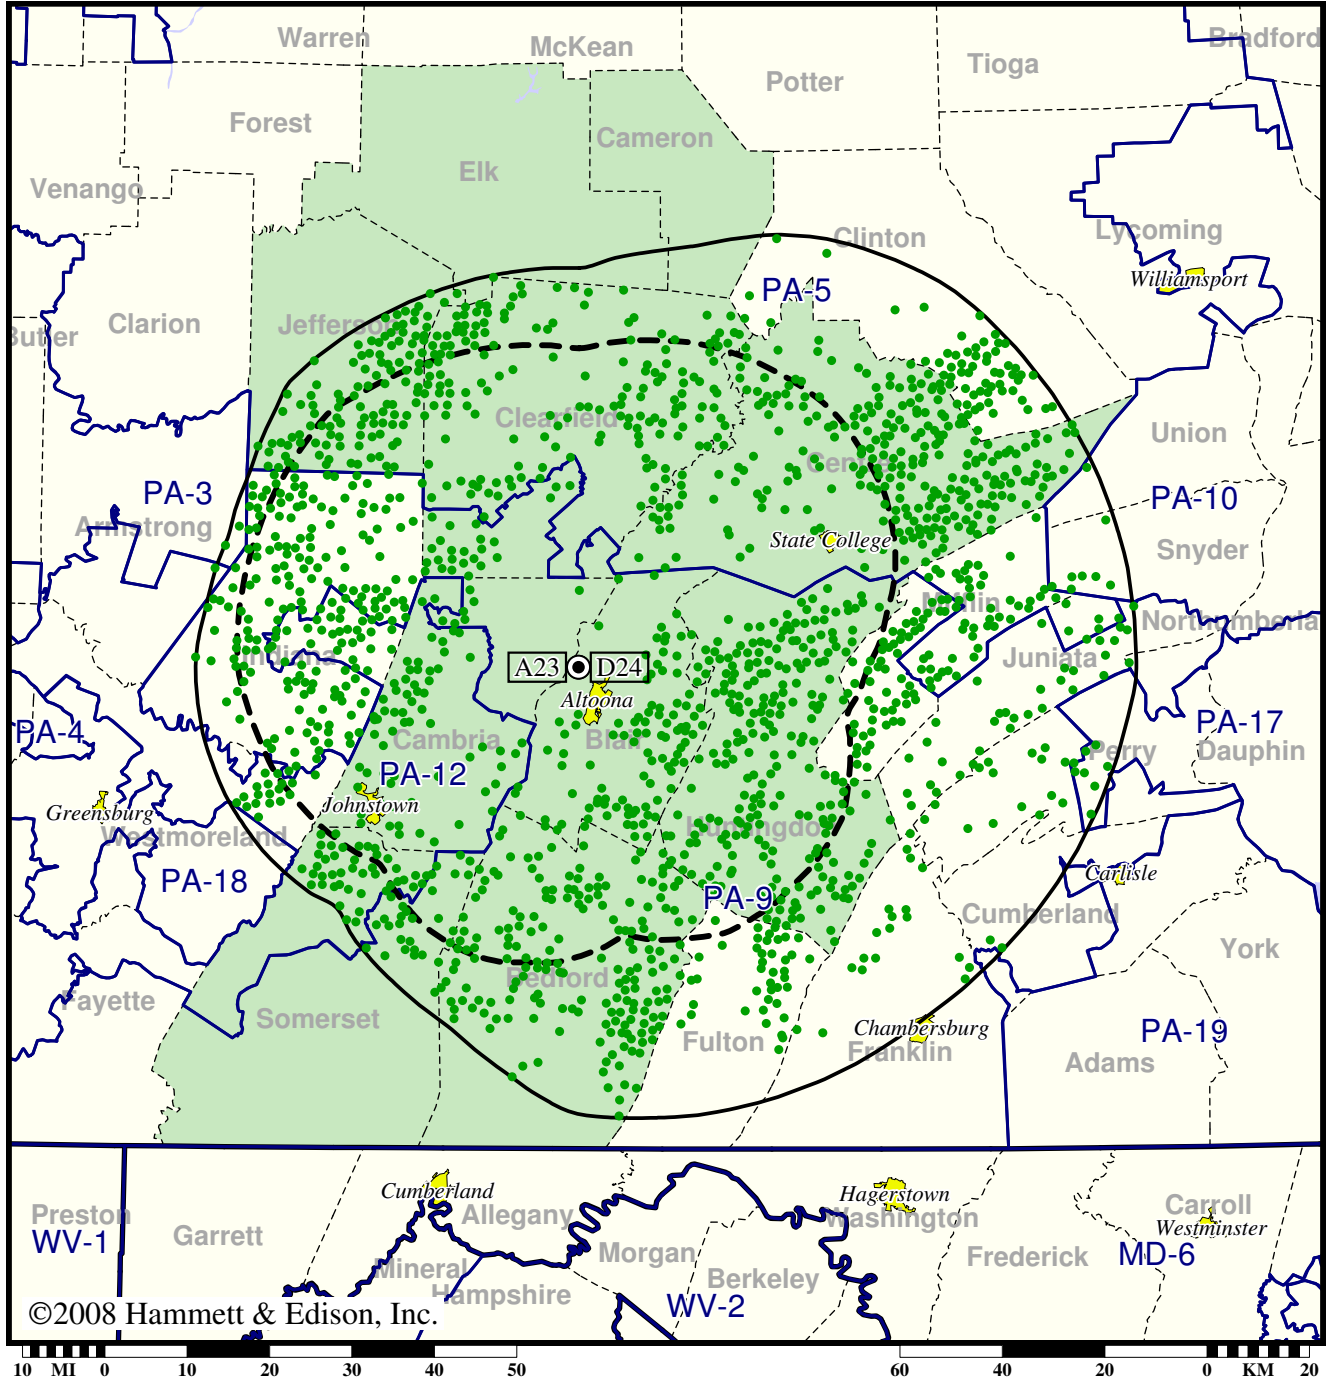 Warren
McKean
Bradford
Tioga
Potter
Forest
Cameron
Elk
Venango
Lycoming
Clinton
Williamsport
PA-5
Clarion
Jefferson
Butler
Clearfield
Union
Centre
PA-3
PA-10
Armstrong
State College
Snyder
Mifflin
Northumberla
Indiana
Juniata
A23
D24
Altoona
PA-4
Cambria
Blair
PA-17
Perry
Dauphin
PA-12
Greensburg
Johnstown
Westmoreland
Huntingdo
PA-18
Carlisle
PA-9
Cumberland
York
Bedford
Fayette
Somerset
Chambersburg
PA-19
Fulton
Franklin
Adams
Cumberland
Hagerstown
Preston
Allegany
Washington
Carroll
Westminster
WV-1
Garrett
Morgan
Frederick
MD-6
Mineral
Berkeley
Hampshire
WV-2
©2008 Hammett & Edison, Inc.
10 MI 0 10 20 30 40 50 60 40 20 0 KM 20